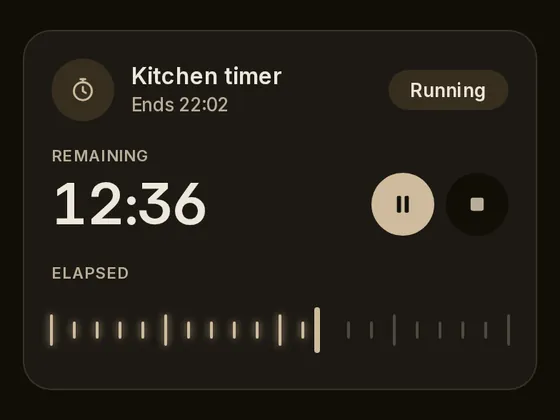 Kitchen timer
Ends 22:02
Running
REMAINING
12:36
ELAPSED